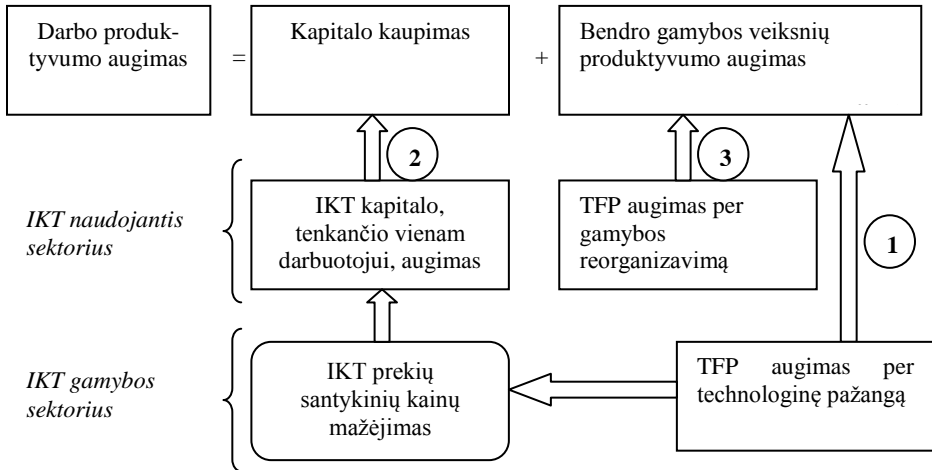 Darbo produk-
tyvumo augimas
=
Kapitalo kaupimas
+
Bendro gamybos veiksnių
produktyvumo augimas
2
3
1
IKT naudojantis
sektorius
IKT kapitalo,
tenkančio vienam
darbuotojui, augimas
TFP augimas per
gamybos
reorganizavimą
IKT gamybos
sektorius
IKT prekių
santykinių kainų
mažėjimas
TFP augimas per
technologinę pažangą